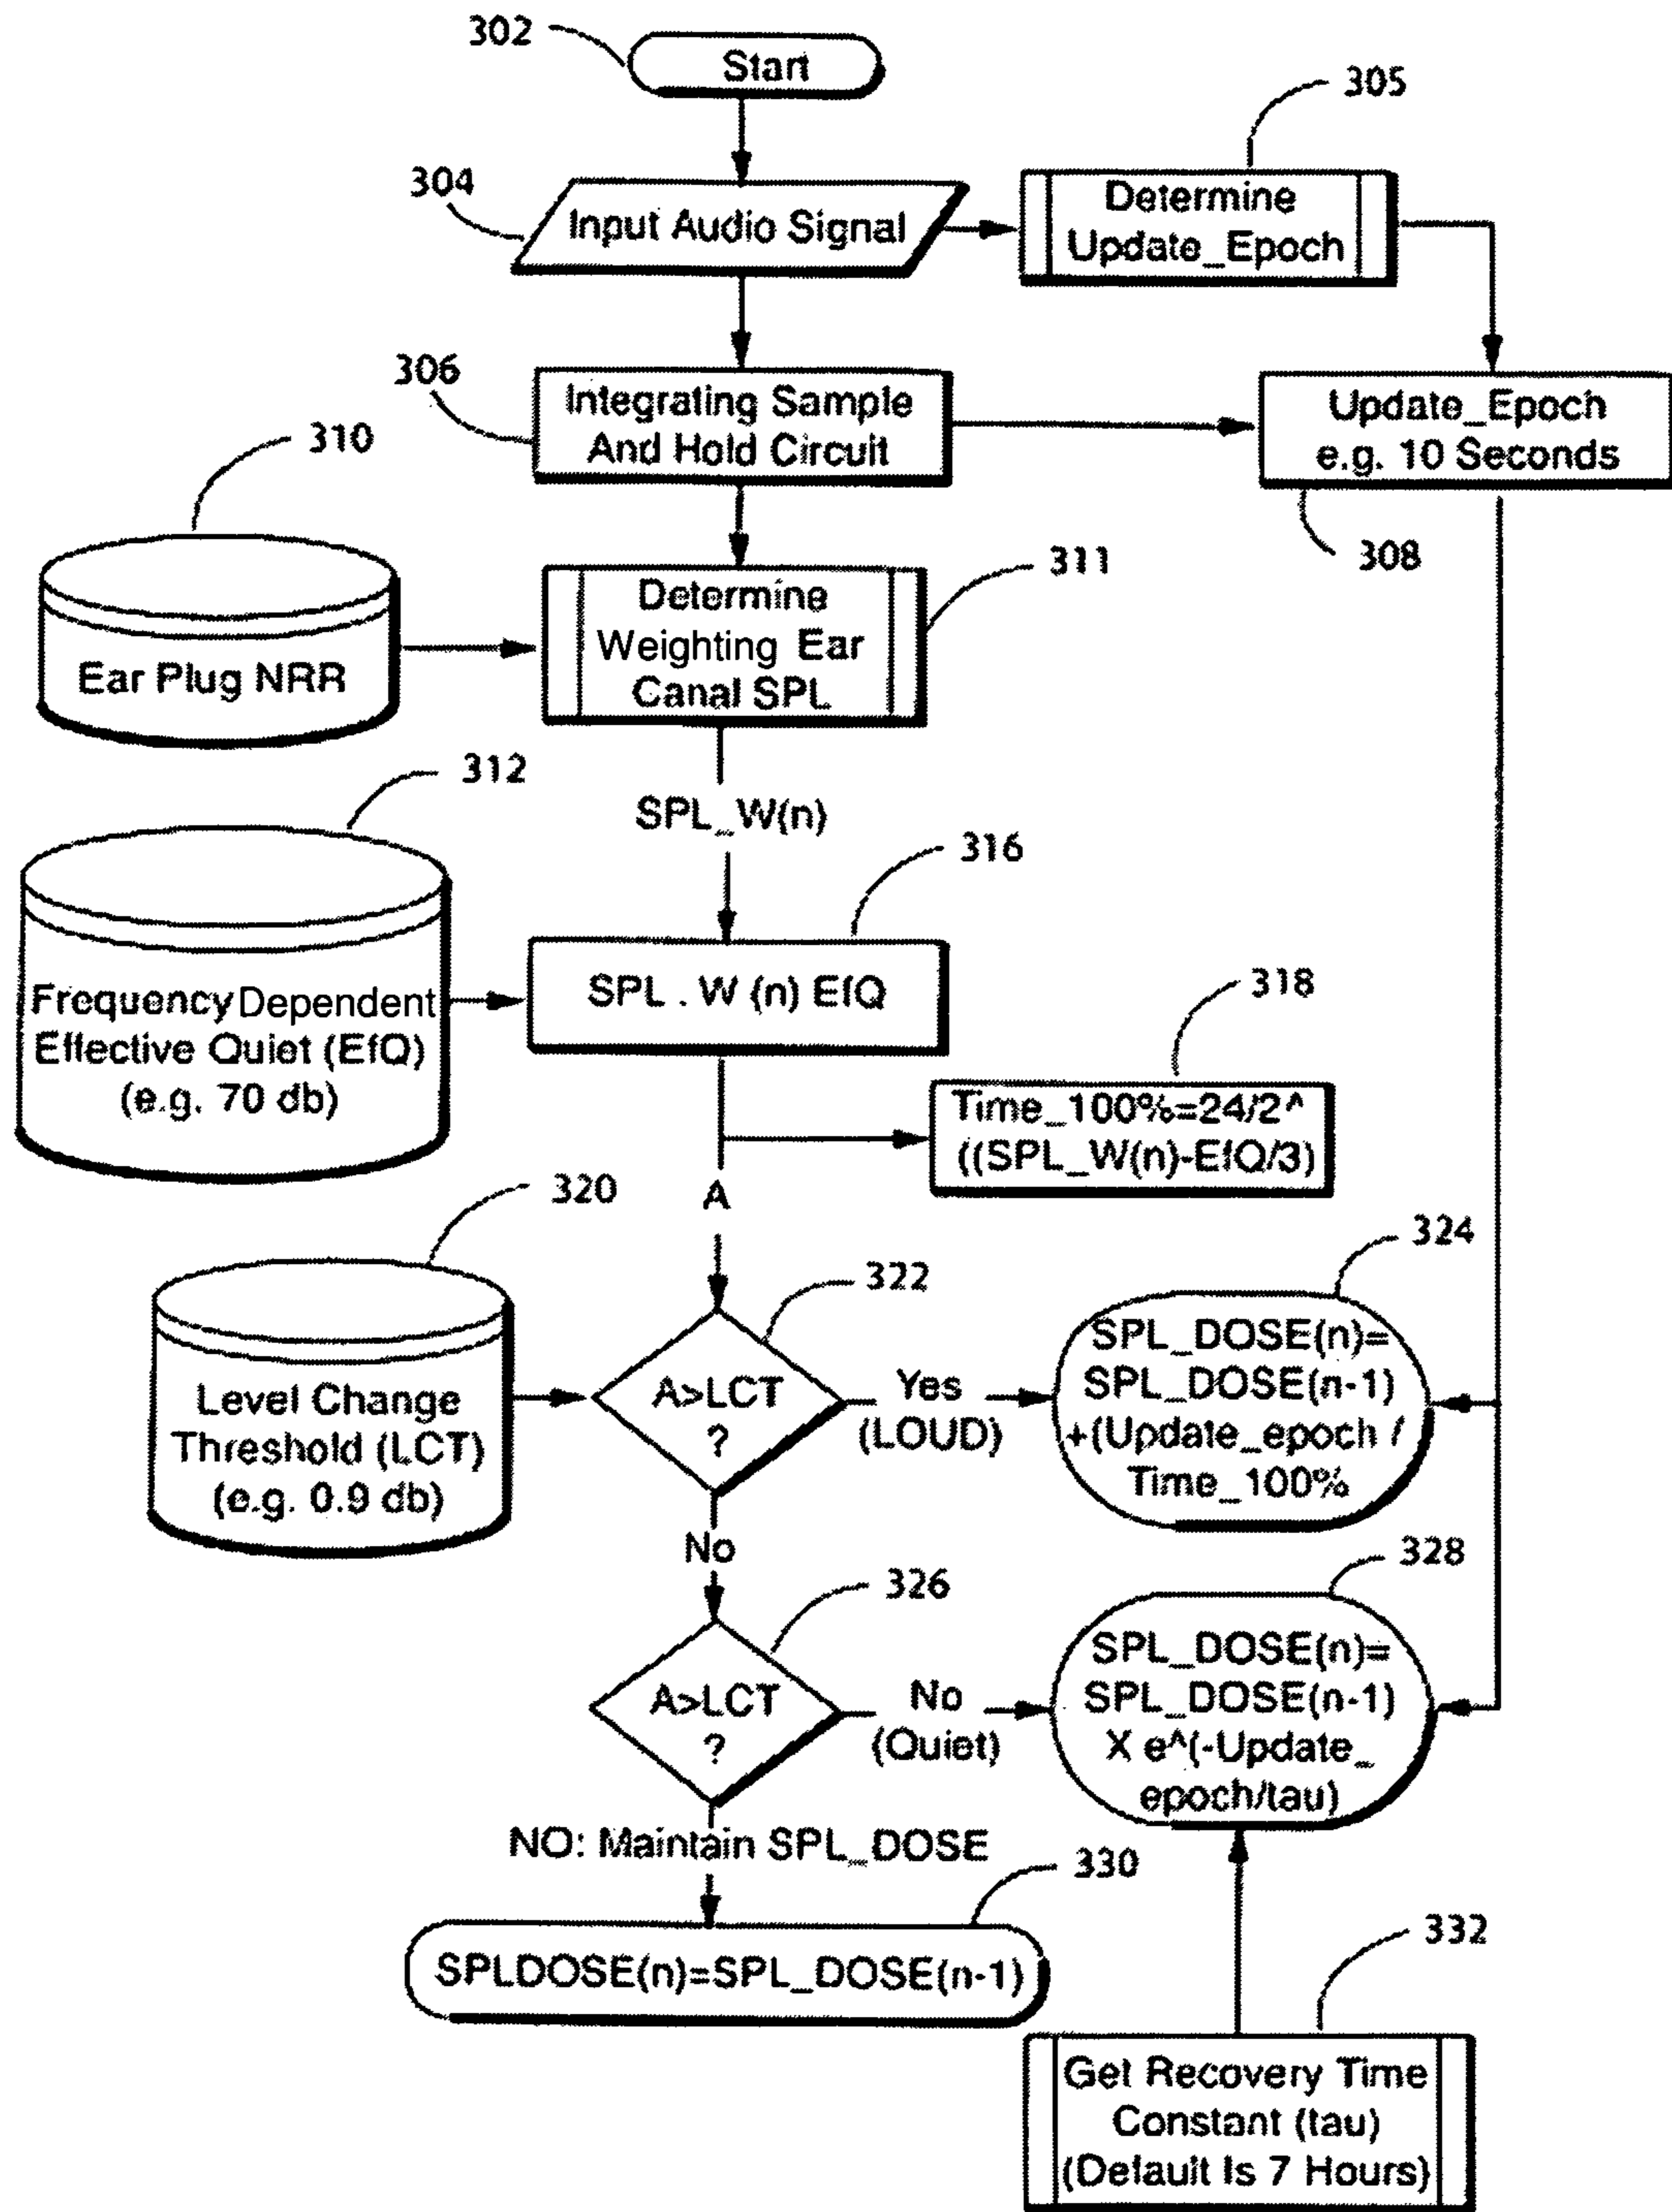 302
Start
305
304
Input Audio Signal
Determine
Update_Epoch
306
Integrating Sample
And Hold Circuit
Update_Epoch
e.g. 10 Seconds
308
310
Ear Plug NRR
311
Determine
Weighting Ear
Canal SPL
312
SPL_W(n)
316
Frequency Dependent
Effective Quiet (EfQ)
(e.g. 70 db)
SPL . W (n) EfQ
318
Time_100%=24/2^
((SPL_W(n)-EfQ/3)
A
320
Level Change
Threshold (LCT)
(e.g. 0.9 db)
322
A>LCT
?
Yes
(LOUD)
324
SPL_DOSE(n)=
SPL_DOSE(n-1)
+(Update_epoch /
Time_100%
No
326
A>LCT
?
No
(Quiet)
328
SPL_DOSE(n)=
SPL_DOSE(n-1)
X e^(-Update_
epoch/tau)
NO: Maintain SPL_DOSE
330
SPLDOSE(n)=SPL_DOSE(n-1)
332
Get Recovery Time
Constant (tau)
(Default Is 7 Hours)